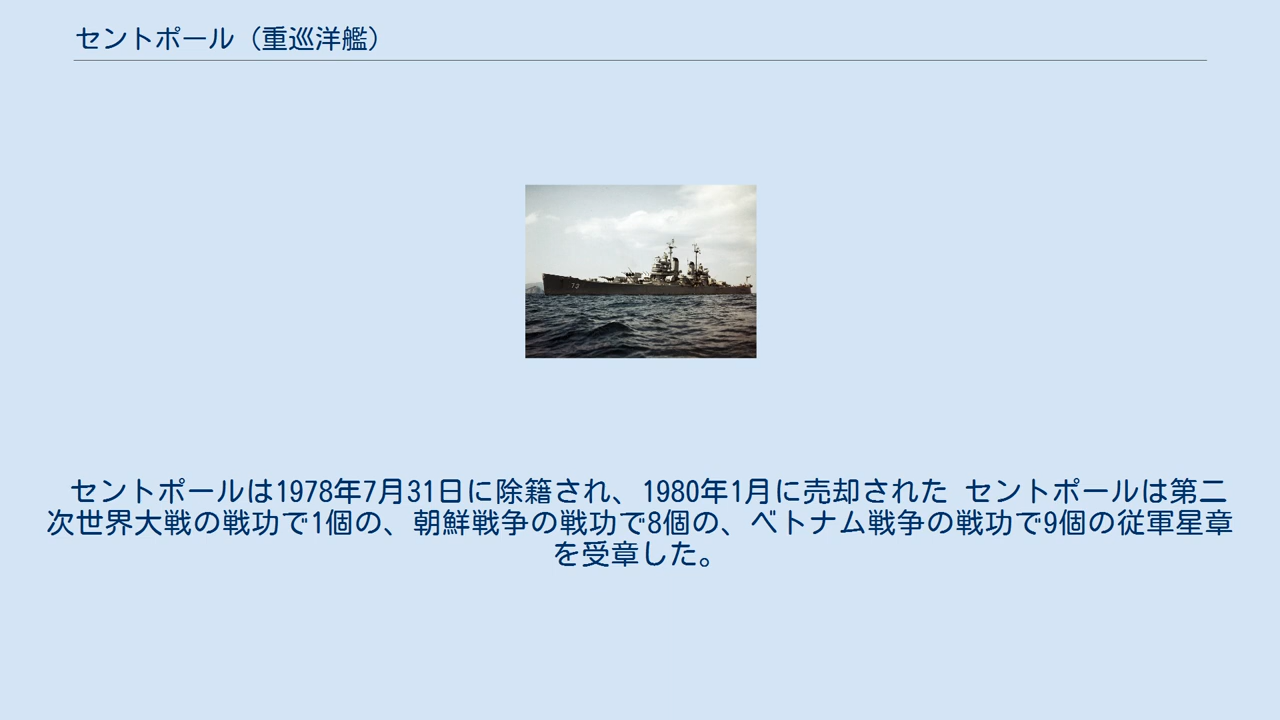 セントポール（重巡洋艦）
73
セントポールは1978年7月31日に除籍され、1980年1月に売却された セントポールは第二
次世界大戦の戦功で1個の、朝鮮戦争の戦功で8個の、ベトナム戦争の戦功で9個の従軍星章
を受章した。